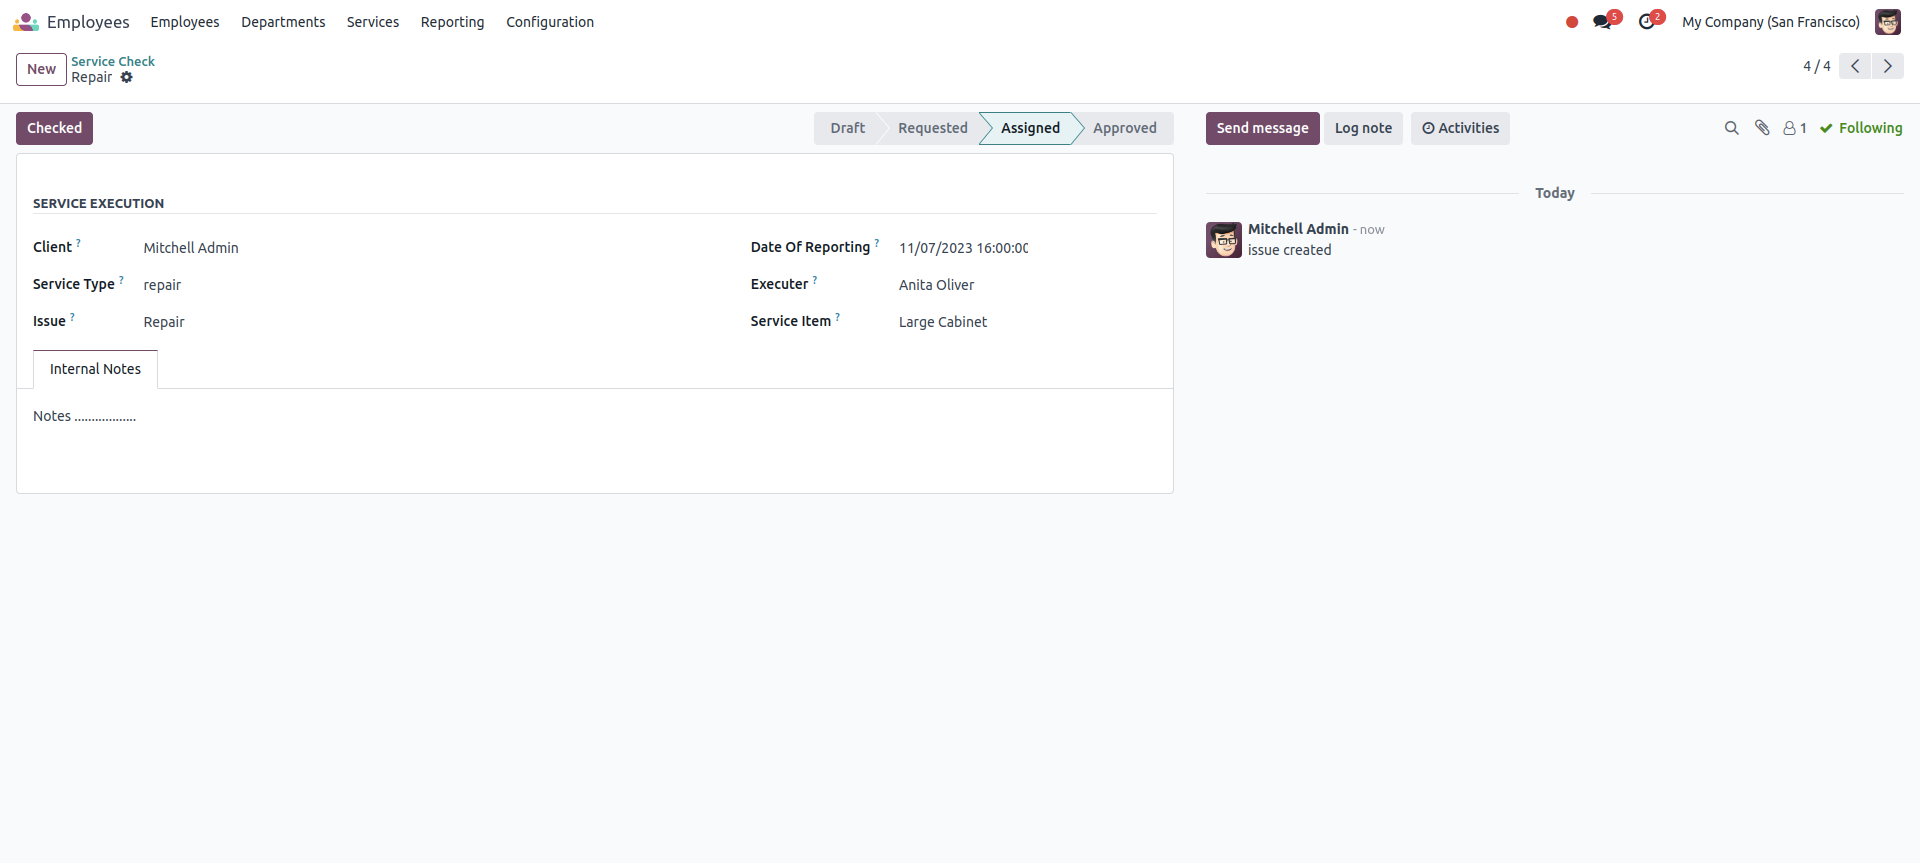 Employees Employees Departments Services Reporting Configuration 5 2 My Company (San Francisco)
New Service Check
Repair
4 / 4
Checked Draft Requested Assigned Approved Send message Log note Activities 1 Following
SERVICE EXECUTION
Client ? Mitchell Admin Date Of Reporting ? 11/07/2023 16:00:00
Service Type ? repair Executer ? Anita Oliver
Issue ? Repair Service Item ? Large Cabinet
Internal Notes
Notes ..................
Today
Mitchell Admin - now
issue created